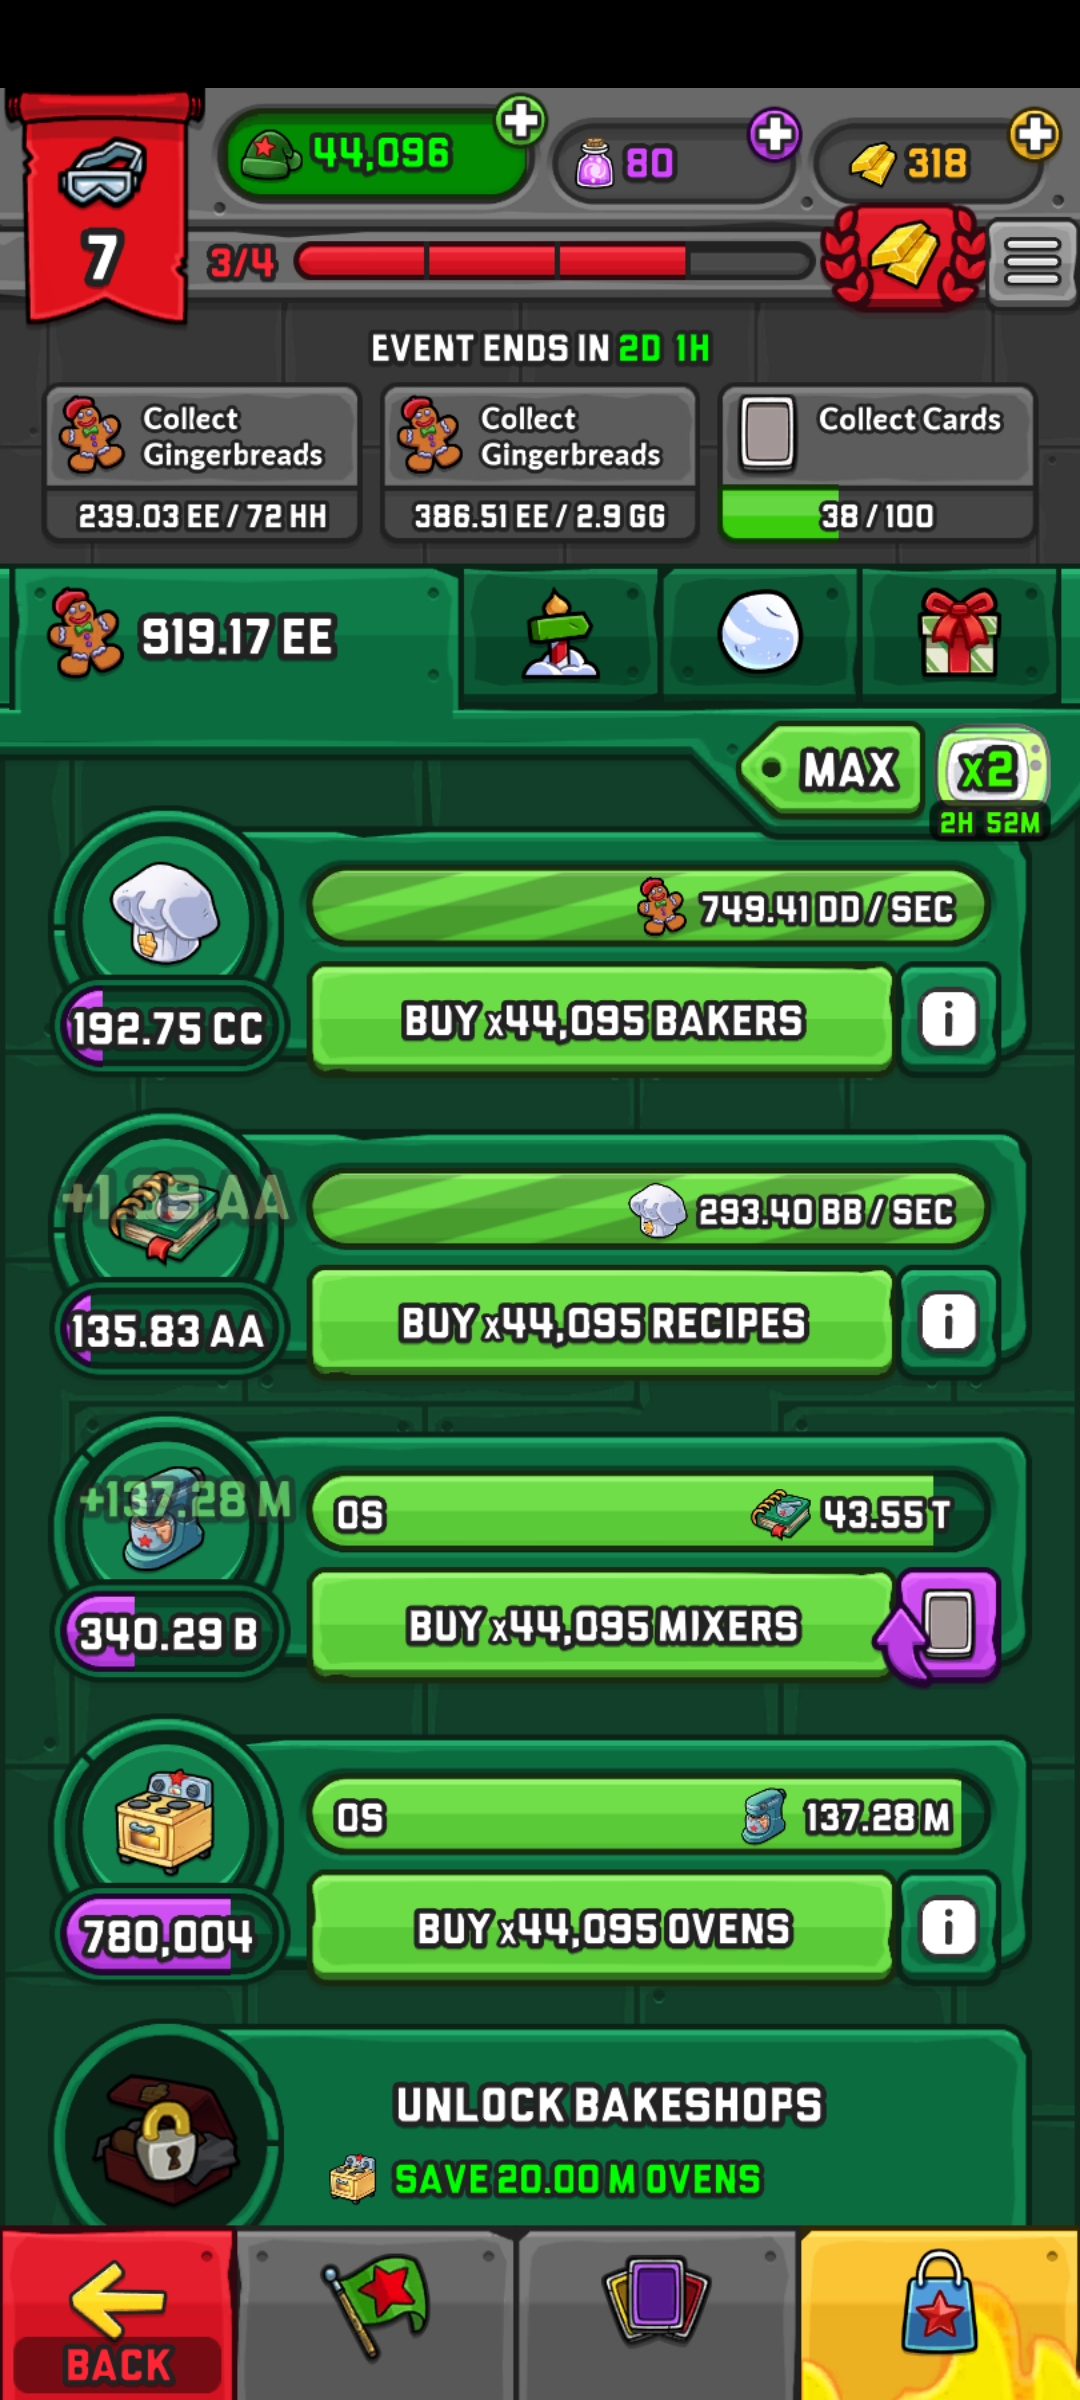 44,096
80
318
7
3/4
EVENT ENDS IN 2D 1H
Collect
Gingerbreads
239.03 EE / 72 HH
Collect
Gingerbreads
386.51 EE / 2.9 GG
Collect Cards
38 / 100
919.17 EE
MAX
x2
2H 52M
749.41 DD / SEC
192.75 CC
BUY x44,095 BAKERS
293.40 BB / SEC
135.83 AA
BUY x44,095 RECIPES
+137.28 M
0S
43.55 T
340.29 B
BUY x44,095 MIXERS
0S
137.28 M
780,004
BUY x44,095 OVENS
UNLOCK BAKESHOPS
SAVE 20.00 M OVENS
BACK